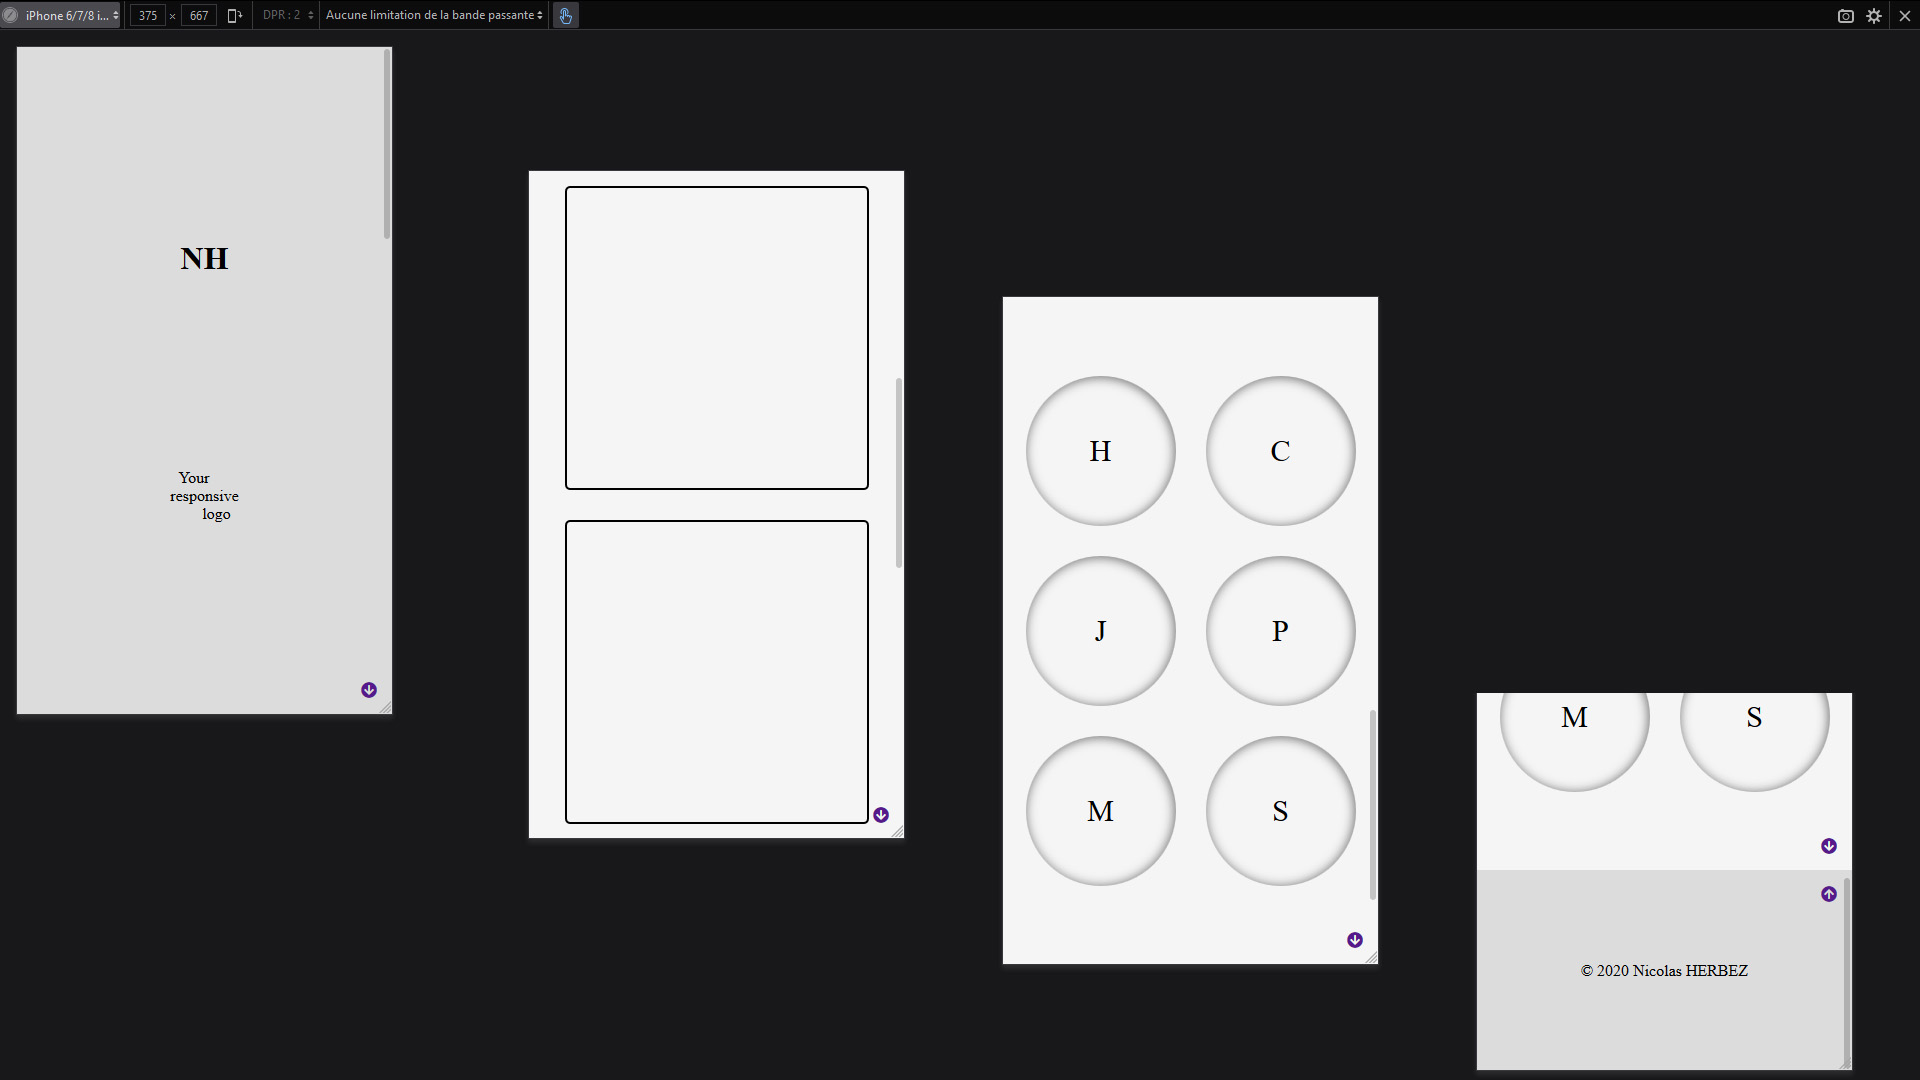 iPhone 6/7/8 i... 375 × 667 DPR : 2 Aucune limitation de la bande passante
NH
Your
responsive
logo
H C
J P
M S
M S
© 2020 Nicolas HERBEZ